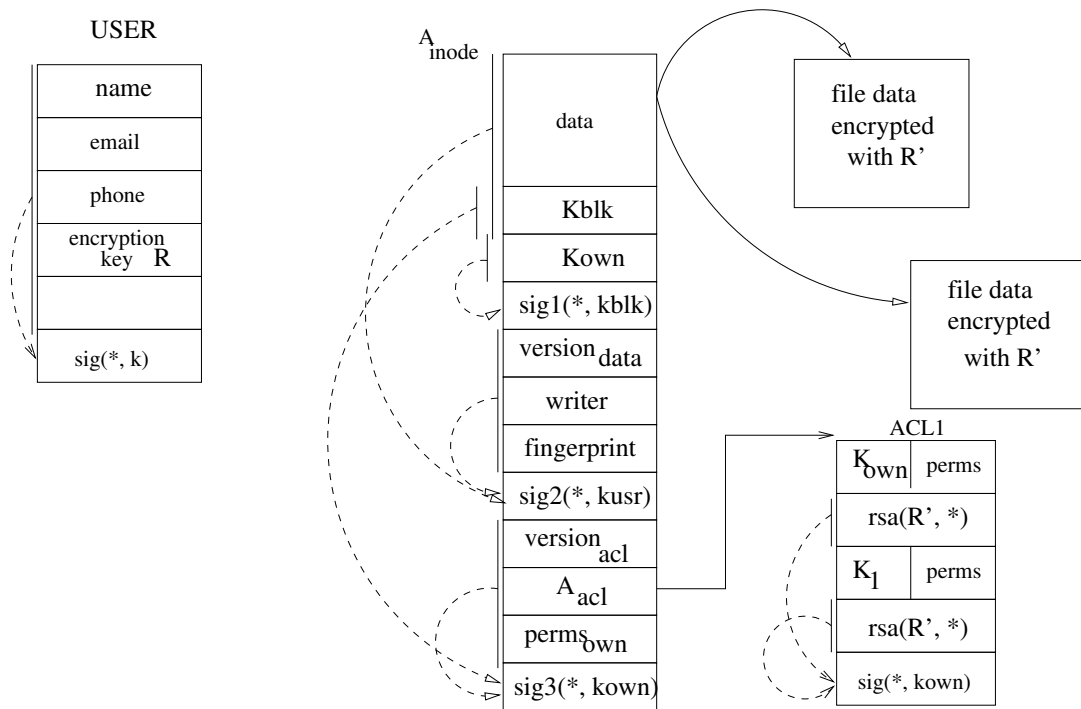 USER
name
email
phone
encryption
key R
sig(*, k)
A inode
data
Kblk
Kown
sig1(*, kblk)
version data
writer
fingerprint
sig2(*, kusr)
version acl
A acl
perms own
sig3(*, kown)
file data
encrypted
with R’
file data
encrypted
with R’
ACL1
K own perms
rsa(R’, *)
K 1 perms
rsa(R’, *)
sig(*, kown)